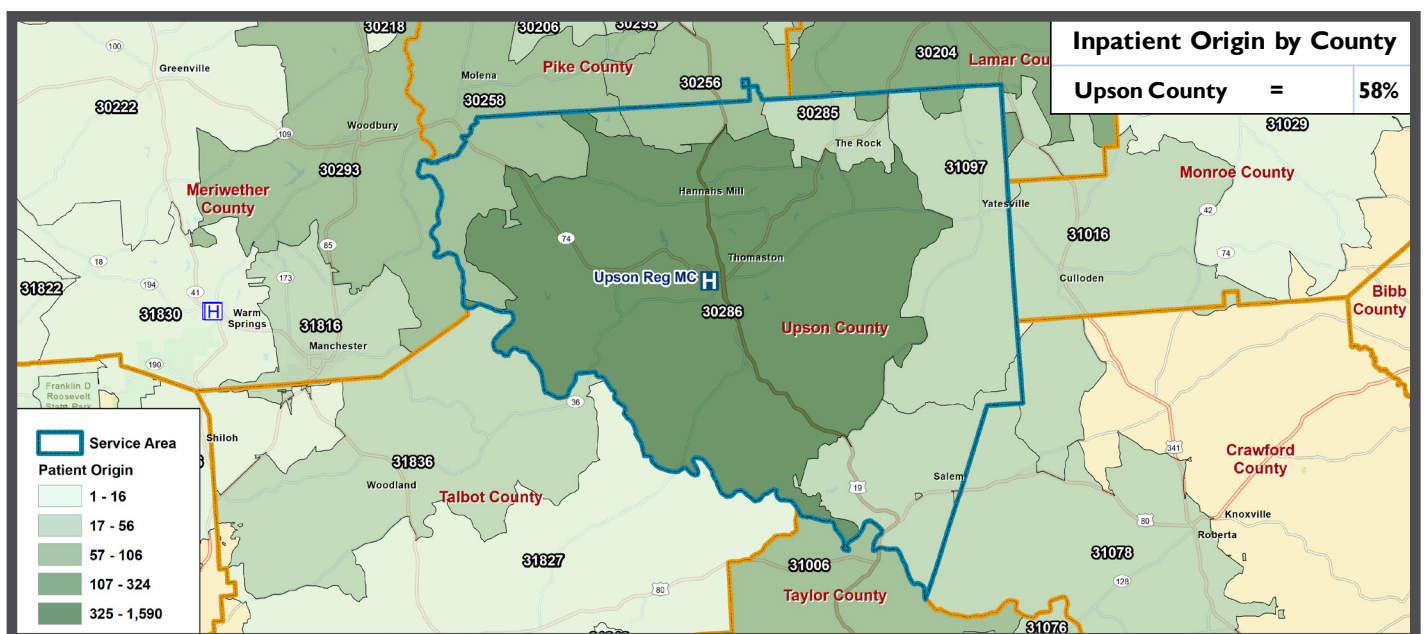 Inpatient Origin by County
Upson County = 58%
30218
30206
30295
30204
Lamar Cou
100
Greenville
Molena
Pike County
30256
30222
30258
30285
31029
109
Woodbury
The Rock
30293
31097
Monroe County
Meriwether
County
Hannahs Mill
Yatesville
42
74
85
31016
74
Thomaston
18
194
173
Upson Reg MC
H
Culloden
31822
41
H
31830
Warm
Springs
31816
30286
Upson County
Bibb
County
Manchester
190
Franklin D
Roosevelt
State Park
36
Service Area
Shiloh
341
Crawford
County
Patient Origin
31836
Woodland
Talbot County
Salem
19
1 - 16
17 - 56
80
Knoxville
Roberta
57 - 106
31827
31006
31078
107 - 324
80
128
Taylor County
325 - 1,590
31076